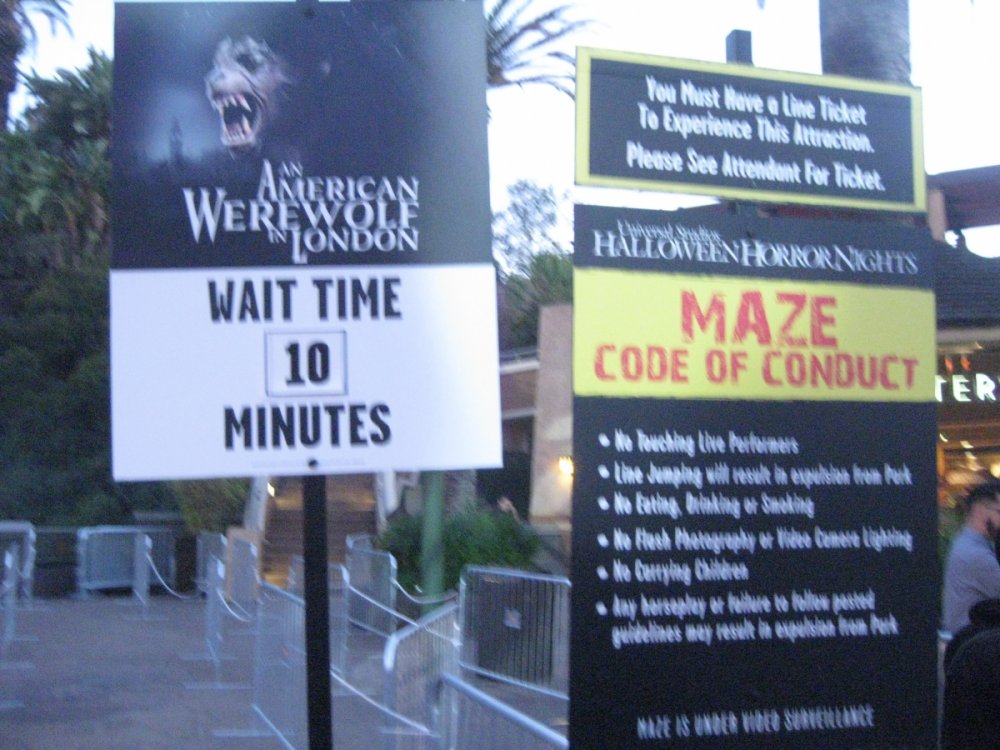 AN
AMERICAN
WEREWOLF
IN LONDON
WAIT TIME
10
MINUTES
You Must Have a Line Ticket
To Experience This Attraction.
Please See Attendant For Ticket.
Universal Studios
HALLOWEEN HORROR NIGHTS
MAZE
CODE OF CONDUCT
• No Touching Live Performers
• Line Jumping will result in expulsion from Park
• No Eating, Drinking or Smoking
• No Flash Photography or Video Camera Lighting
• No Carrying Children
• Any horseplay or failure to follow posted
guidelines may result in expulsion from Park
MAZE IS UNDER VIDEO SURVEILLANCE
TER